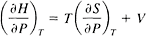 (∂H/∂P)_T = T(∂S/∂P)_T + V